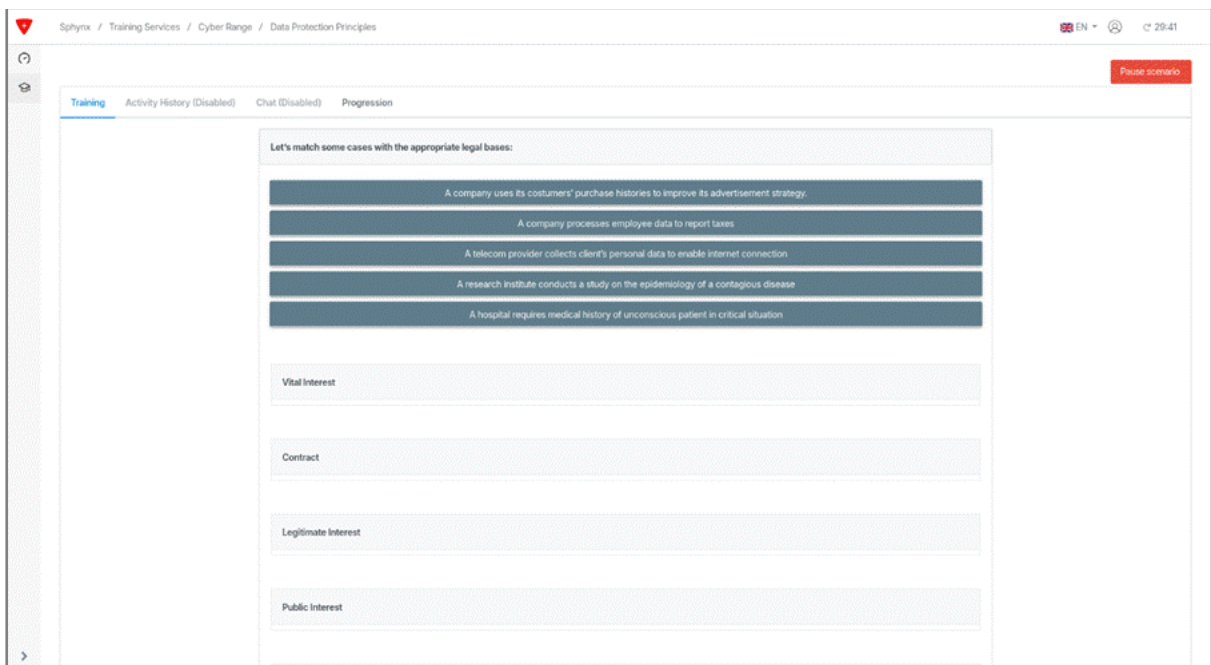 Sphynx / Training Services / Cyber Range / Data Protection Principles
EN
29:41
Pause scenario
Training
Activity History (Disabled)
Chat (Disabled)
Progression
Let's match some cases with the appropriate legal bases:
A company uses its costumers' purchase histories to improve its advertisement strategy.
A company processes employee data to report taxes
A telecom provider collects client's personal data to enable internet connection
A research institute conducts a study on the epidemiology of a contagious disease
A hospital requires medical history of unconscious patient in critical situation
Vital Interest
Contract
Legitimate Interest
Public Interest